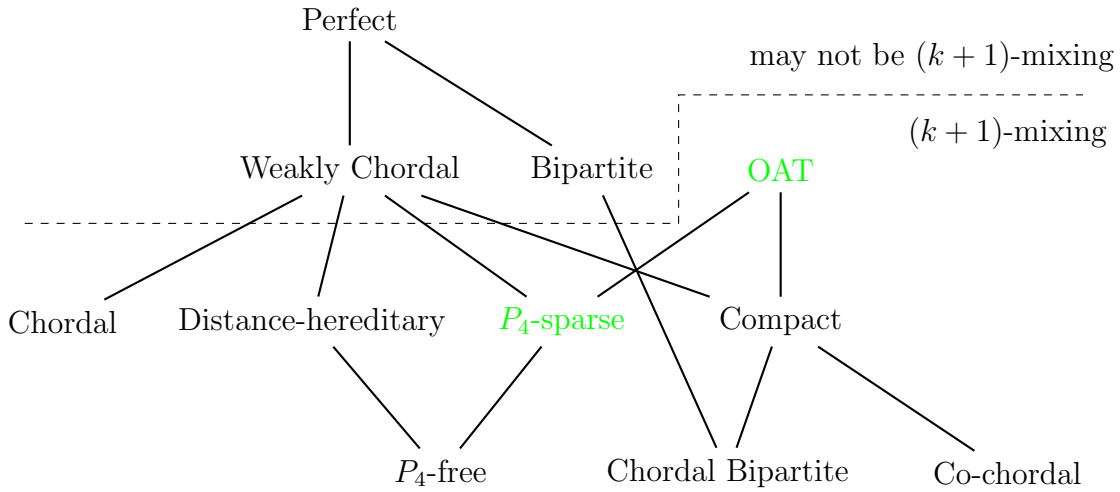 Perfect
may not be (k + 1)-mixing
(k + 1)-mixing
Weakly Chordal
Bipartite
OAT
Chordal
Distance-hereditary
P₄-sparse
Compact
P₄-free
Chordal Bipartite
Co-chordal